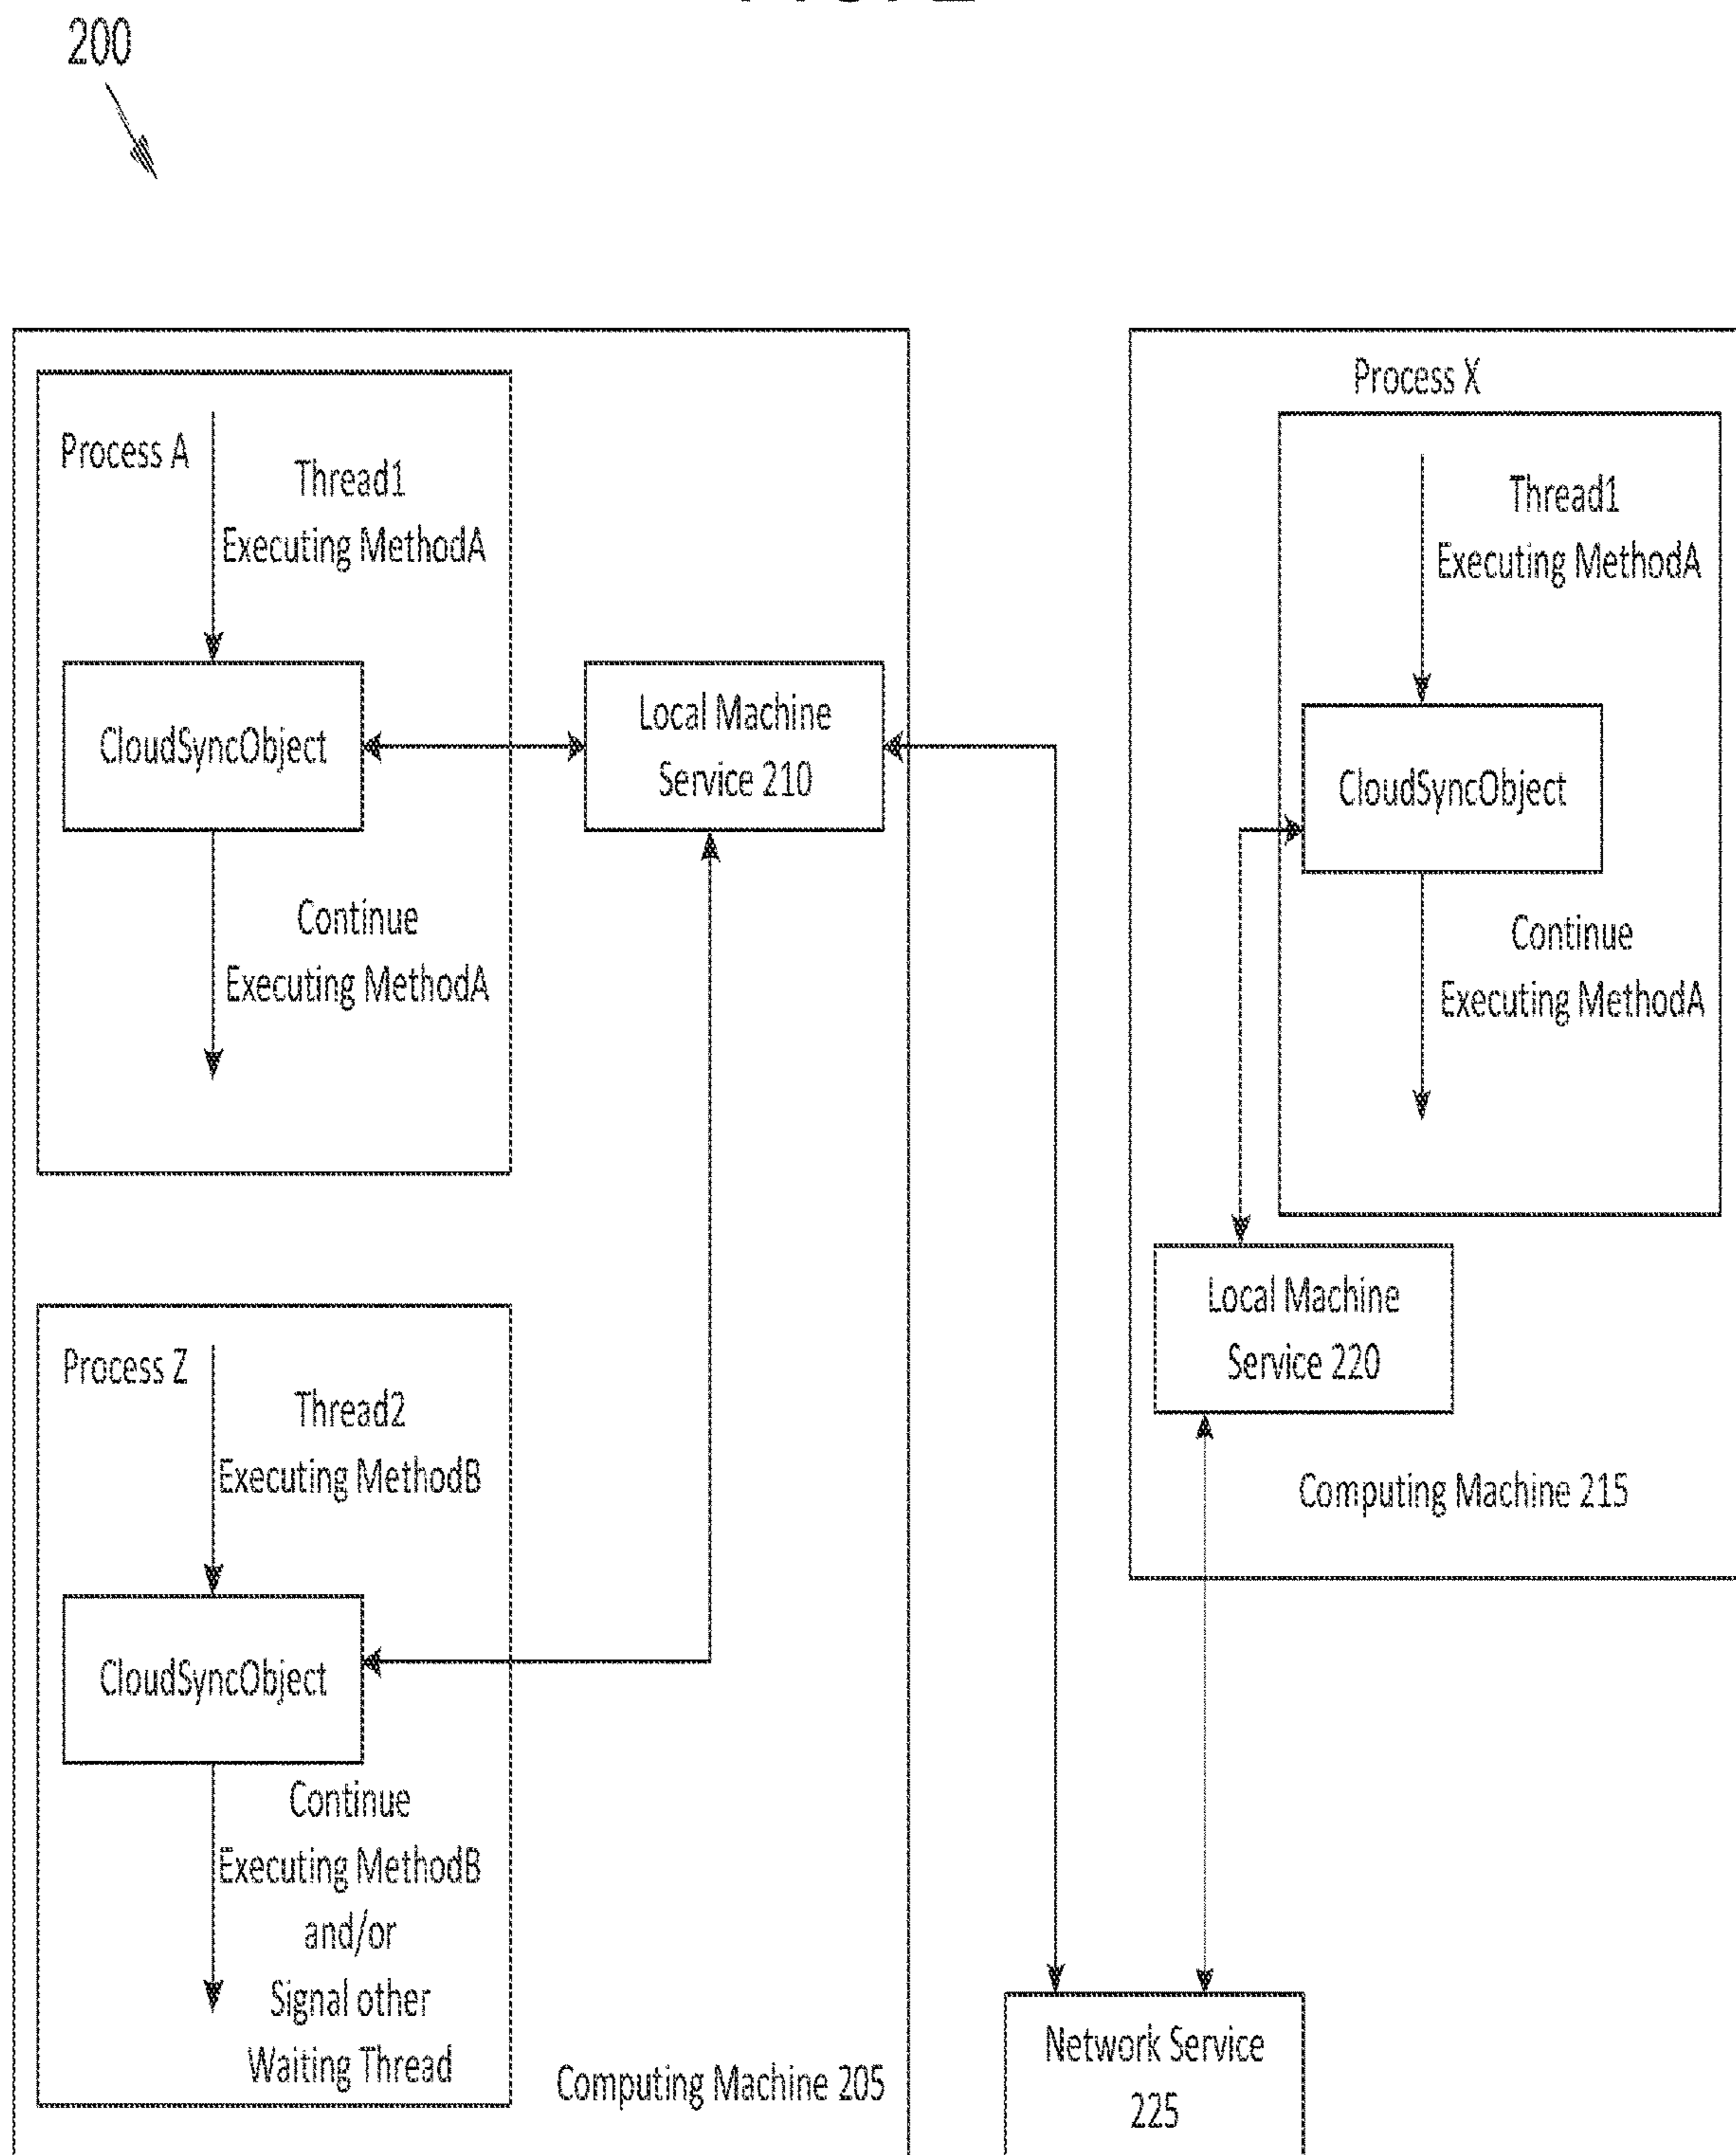 200
Process A
Thread1
Executing MethodA
CloudSyncObject
Continue
Executing MethodA
Local Machine
Service 210
Process Z
Thread2
Executing MethodB
CloudSyncObject
Continue
Executing MethodB
and/or
Signal other
Waiting Thread
Computing Machine 205
Process X
Thread1
Executing MethodA
CloudSyncObject
Continue
Executing MethodA
Local Machine
Service 220
Computing Machine 215
Network Service
225